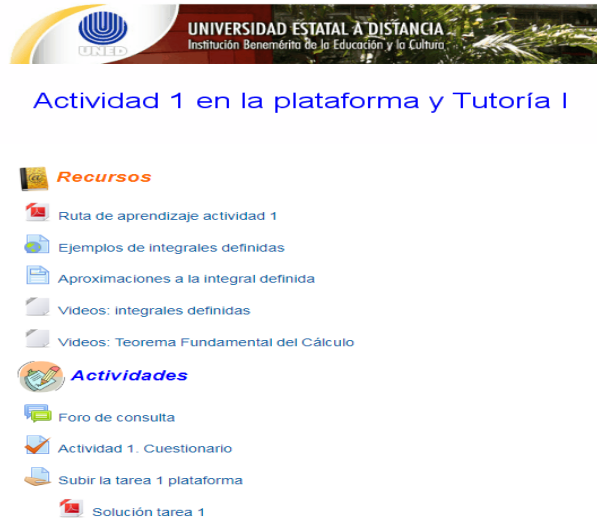 UNED
UNIVERSIDAD ESTATAL A DISTANCIA
Institución Benemérita de la Educación y la Cultura
Actividad 1 en la plataforma y Tutoría I
Recursos
Ruta de aprendizaje actividad 1
Ejemplos de integrales definidas
Aproximaciones a la integral definida
Videos: integrales definidas
Videos: Teorema Fundamental del Cálculo
Actividades
Foro de consulta
Actividad 1. Cuestionario
Subir la tarea 1 plataforma
Solución tarea 1